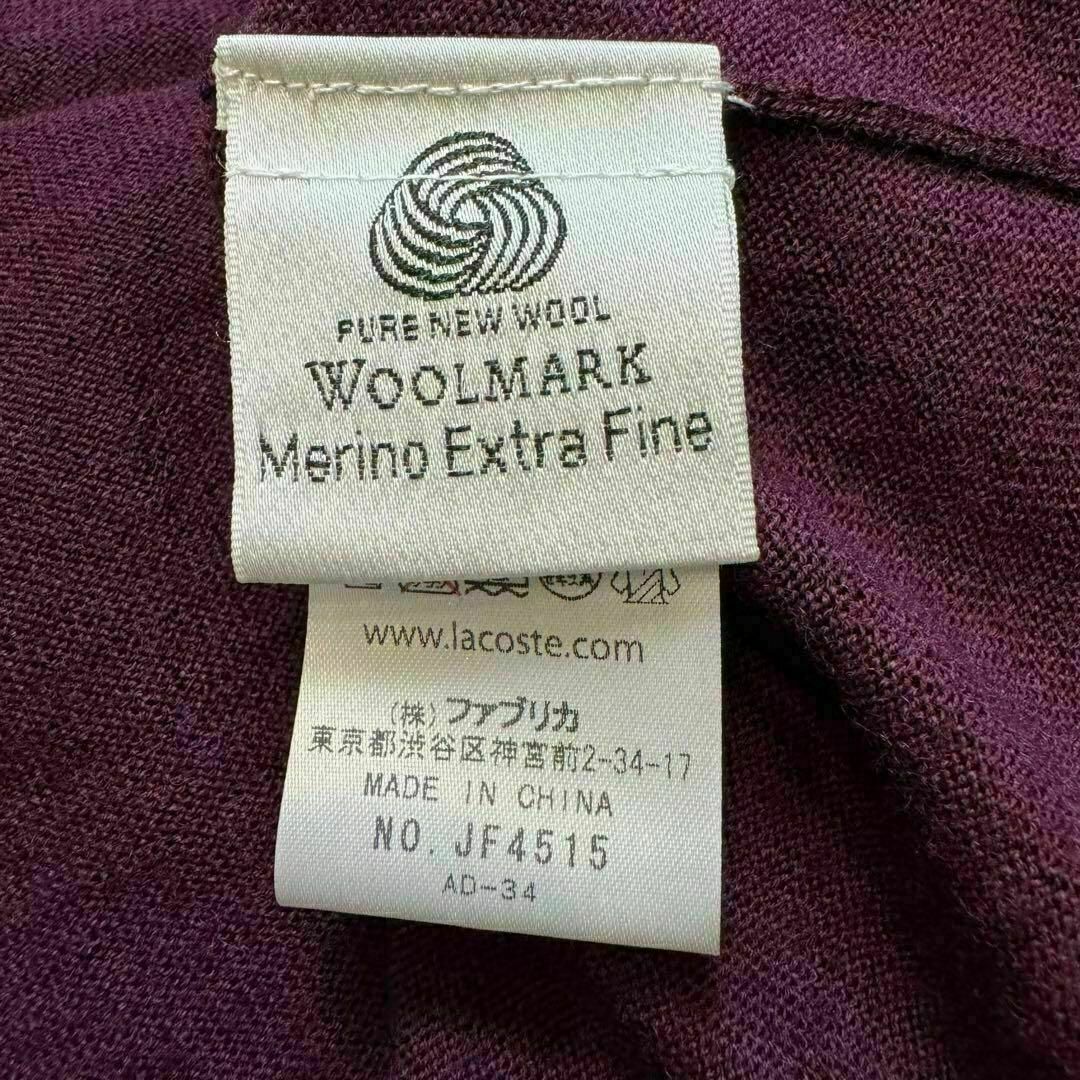 PURE NEW WOOL
WOOLMARK
Merino Extra Fine
www.lacoste.com
(株)ファブリカ
東京都渋谷区神宮前2-34-17
MADE IN CHINA
NO. JF4515
AD-34